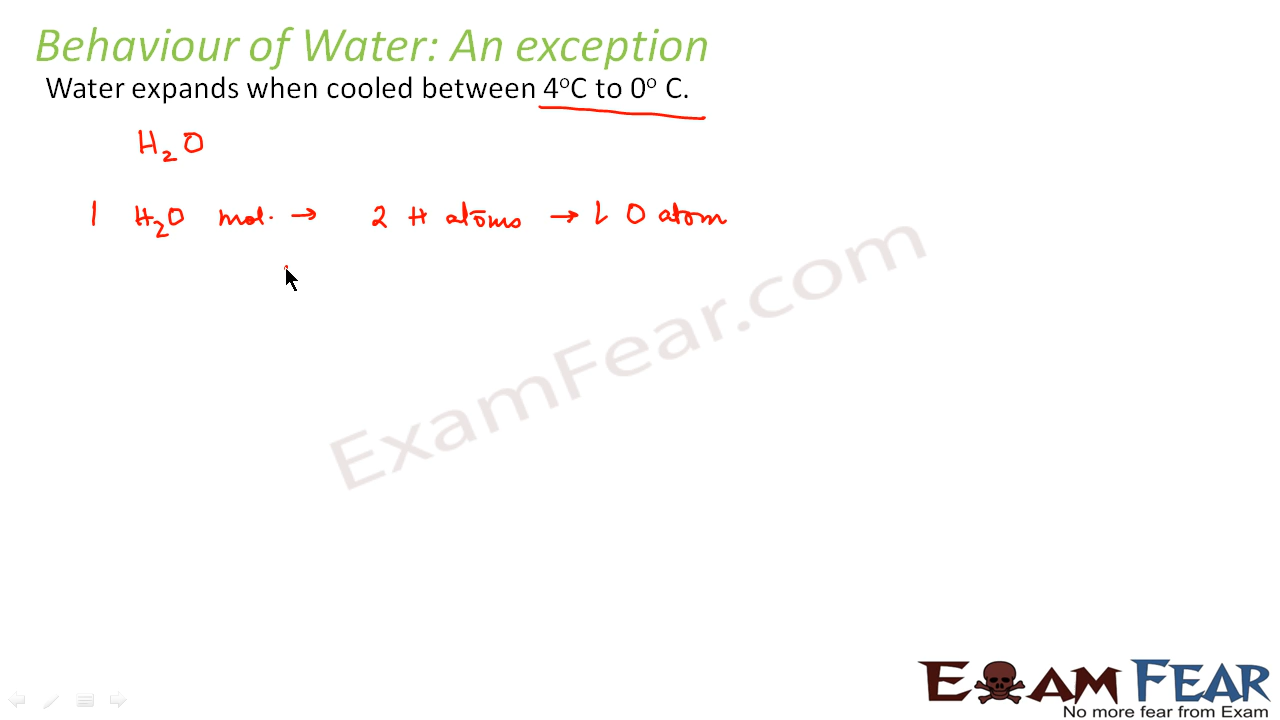 Behaviour of Water: An exception
Water expands when cooled between 4°C to 0° C.
H₂O
1 H₂O mol. → 2 H atoms → 1 O atom
ExamFear.com
EXAM FEAR
No more fear from Exam